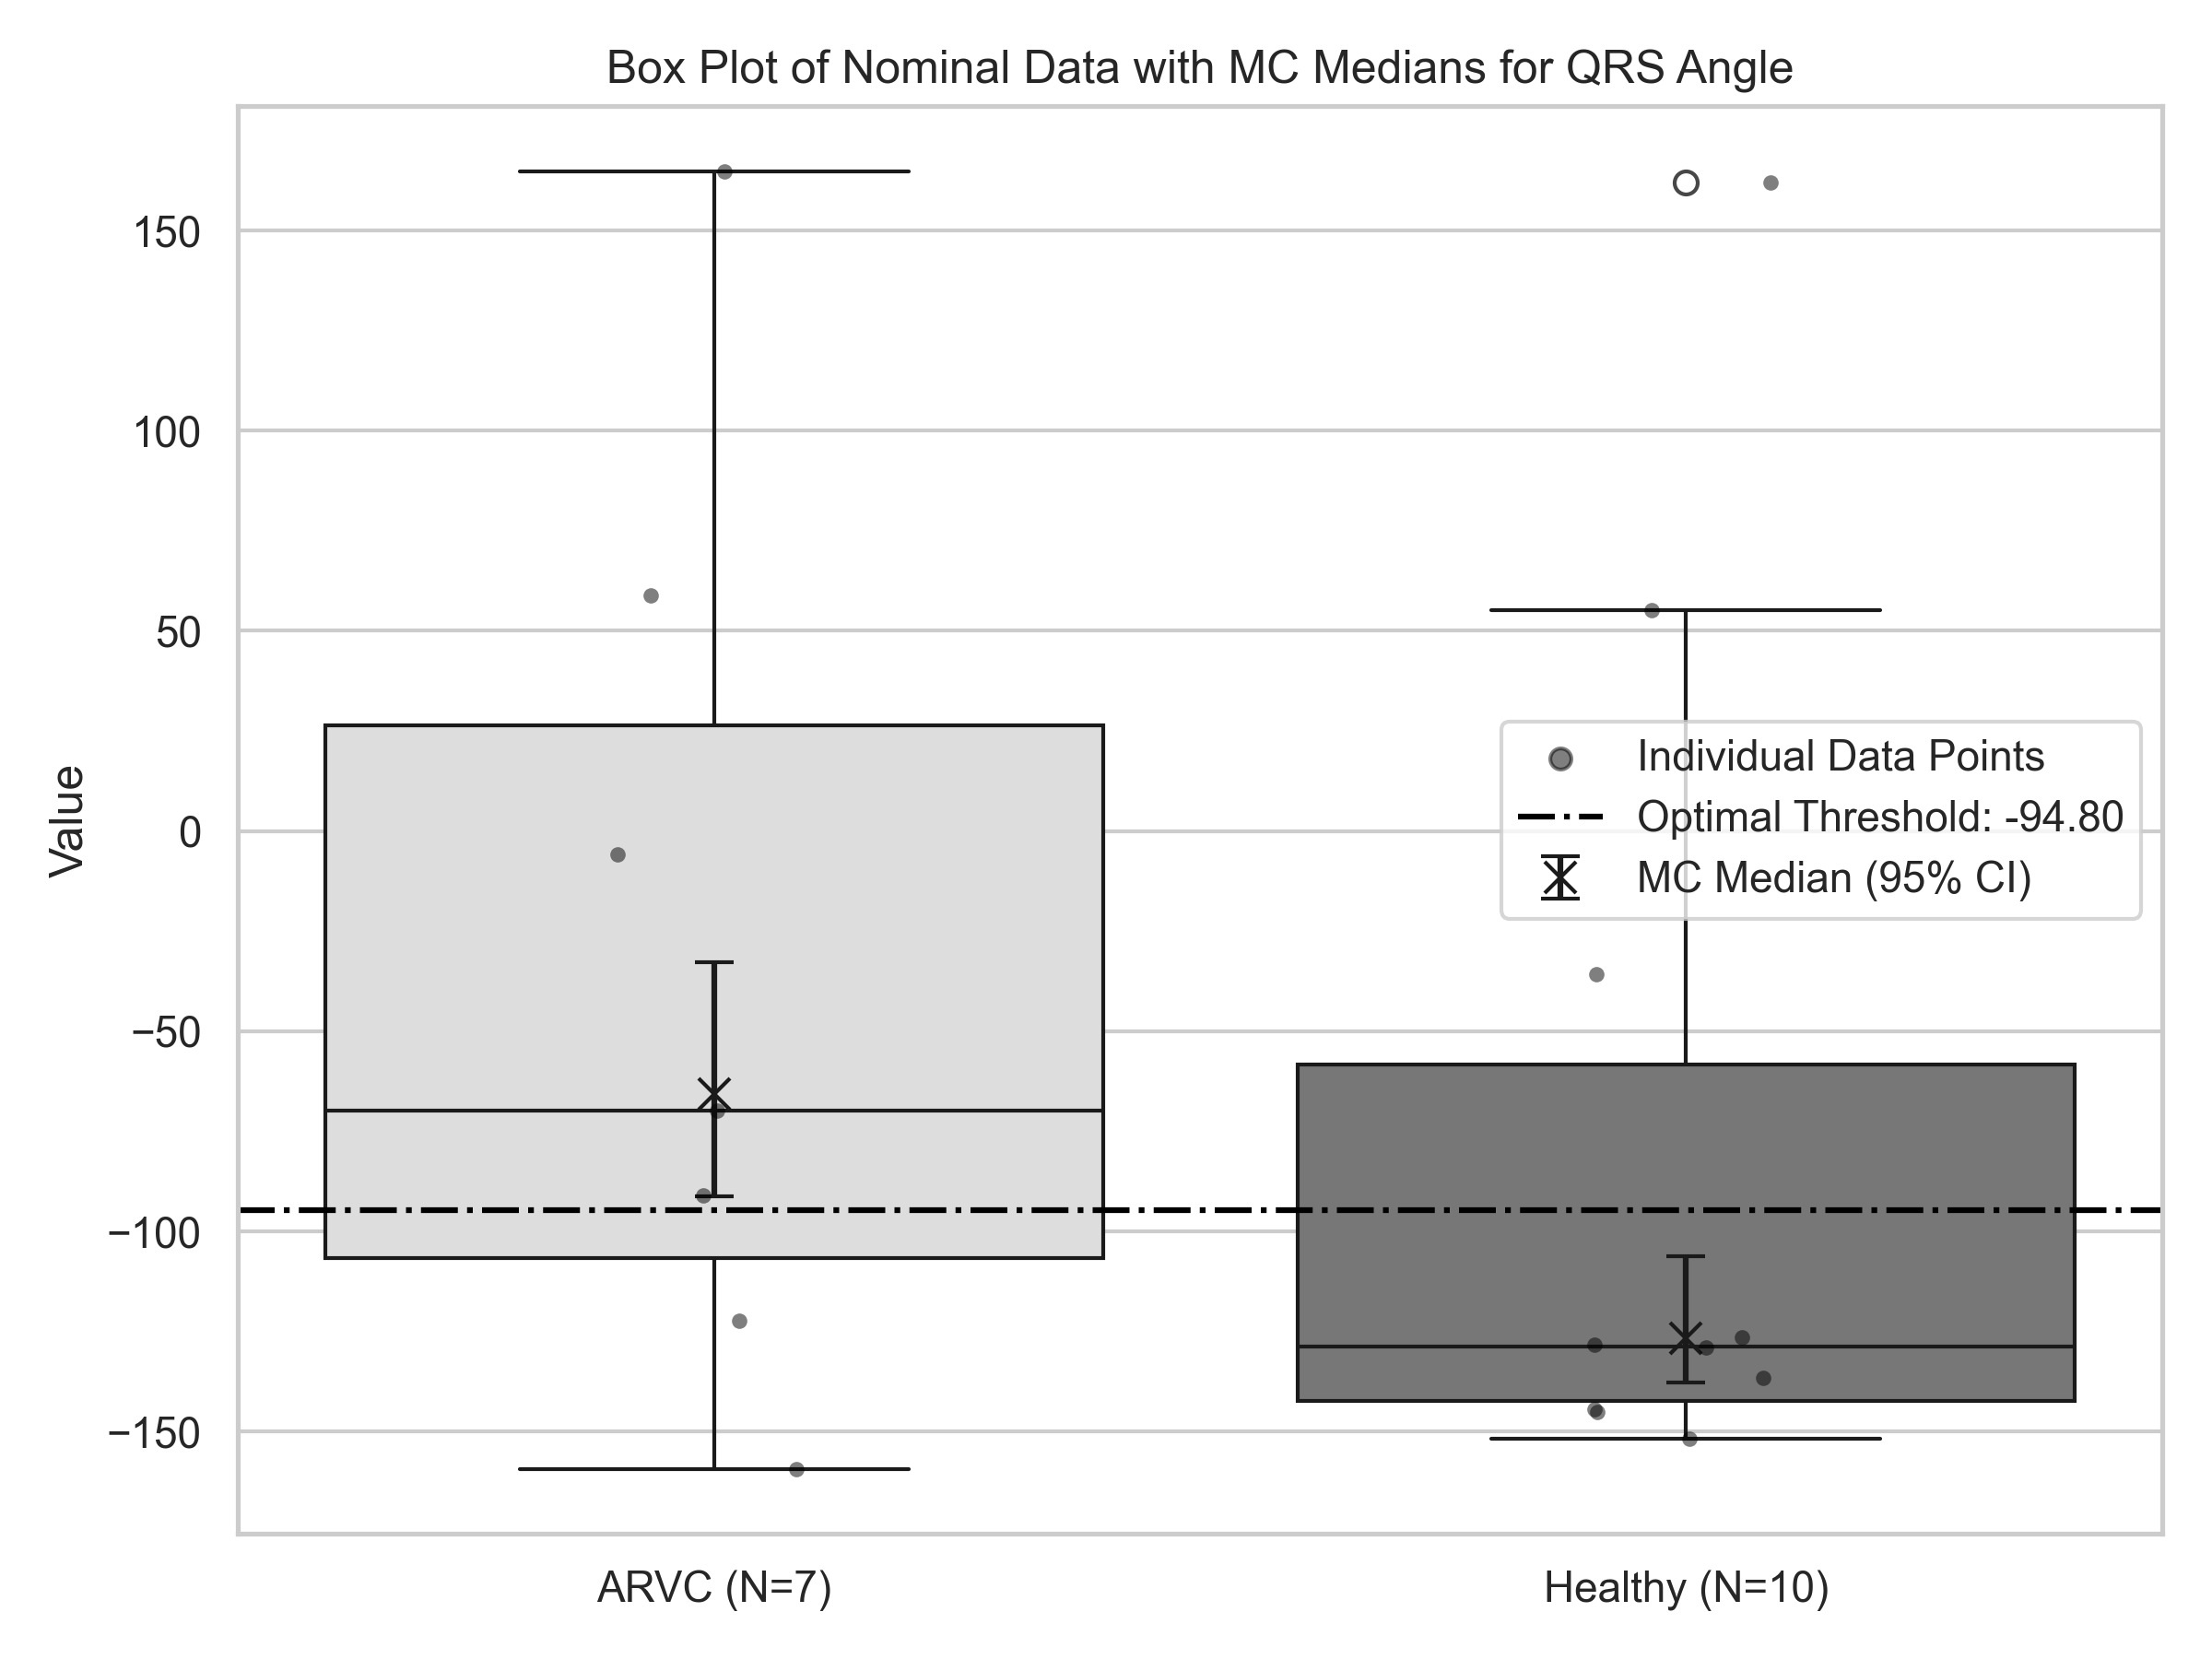 Box Plot of Nominal Data with MC Medians for QRS Angle
Value
150
100
50
0
−50
−100
−150
Individual Data Points
Optimal Threshold: -94.80
MC Median (95% CI)
ARVC (N=7)
Healthy (N=10)